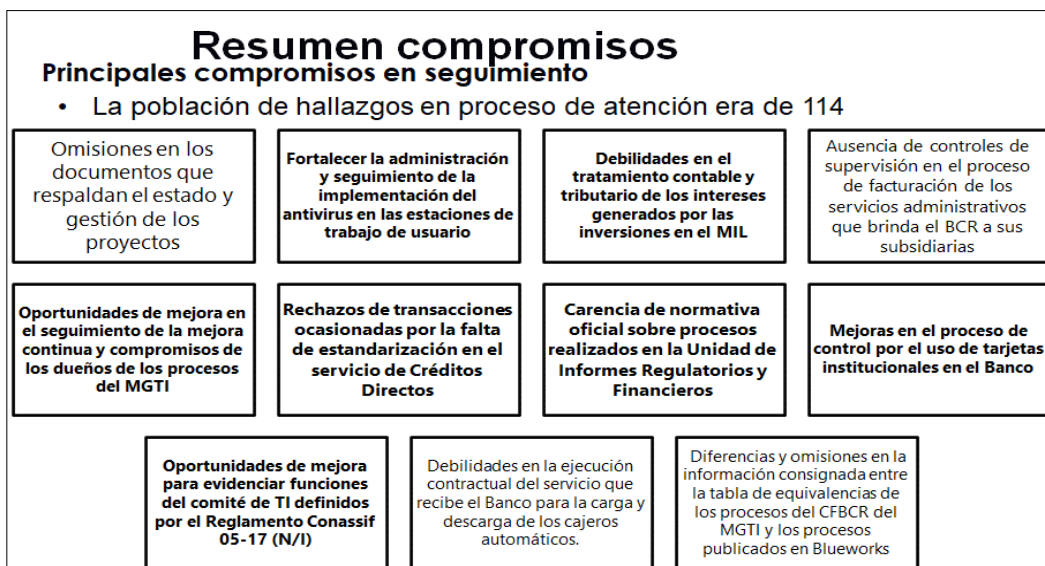 Resumen compromisos
Principales compromisos en seguimiento
• La población de hallazgos en proceso de atención era de 114
Omisiones en los
documentos que
respaldan el estado y
gestión de los
proyectos
Fortalecer la administración
y seguimiento de la
implementación del
antivirus en las estaciones de
trabajo de usuario
Debilidades en el
tratamiento contable y
tributario de los intereses
generados por las
inversiones en el MIL
Ausencia de controles de
supervisión en el proceso
de facturación de los
servicios administrativos
que brinda el BCR a sus
subsidiarias
Oportunidades de mejora en
el seguimiento de la mejora
continua y compromisos de
los dueños de los procesos
del MGTI
Rechazos de transacciones
ocasionadas por la falta
de estandarización en el
servicio de Créditos
Directos
Carencia de normativa
oficial sobre procesos
realizados en la Unidad de
Informes Regulatorios y
Financieros
Mejoras en el proceso de
control por el uso de tarjetas
institucionales en el Banco
Oportunidades de mejora
para evidenciar funciones
del comité de TI definidos
por el Reglamento Conassif
05-17 (N/I)
Debilidades en la ejecución
contractual del servicio que
recibe el Banco para la carga y
descarga de los cajeros
automáticos.
Diferencias y omisiones en la
información consignada entre
la tabla de equivalencias de
los procesos del CFBCR del
MGTI y los procesos
publicados en Blueworks